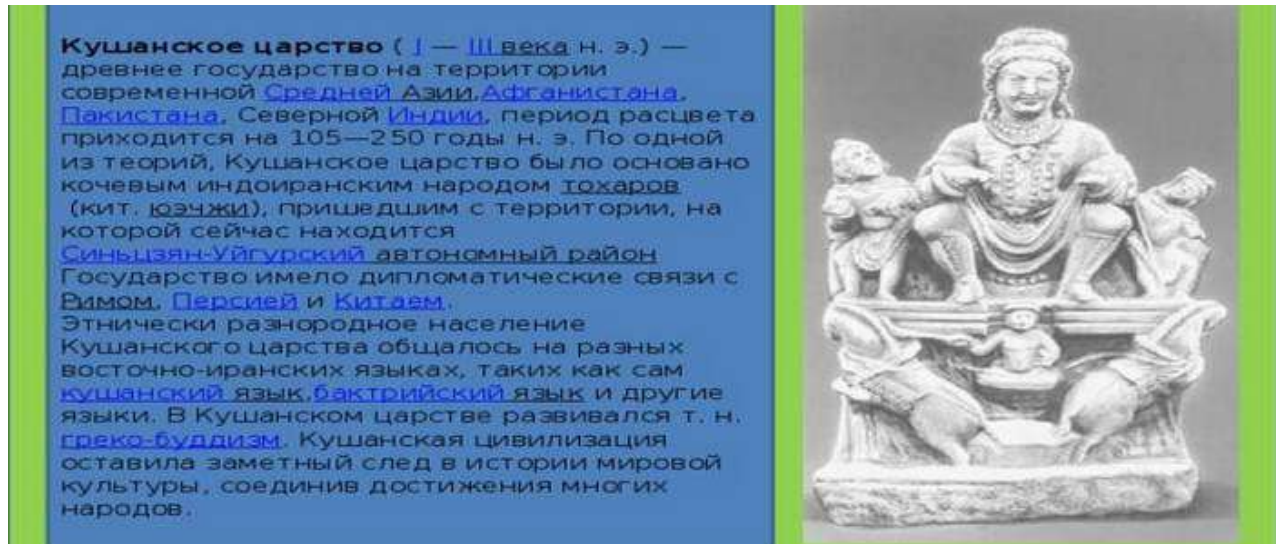 Кушанское царство ( I — III века н. э.) —
древнее государство на территории
современной Средней Азии,Афганистана,
Пакистана, Северной Индии, период расцвета
приходится на 105—250 годы н. э. По одной
из теорий, Кушанское царство было основано
кочевым индоиранским народом тохаров
(кит. юэчжи), пришедшим с территории, на
которой сейчас находится
Синьцзян-Уйгурский автономный район
Государство имело дипломатические связи с
Римом, Персией и Китаем.
Этнически разнородное население
Кушанского царства общалось на разных
восточно-иранских языках, таких как сам
кушанский язык,бактрийский язык и другие
языки. В Кушанском царстве развивался т. н.
греко-буддизм. Кушанская цивилизация
оставила заметный след в истории мировой
культуры, соединив достижения многих
народов.